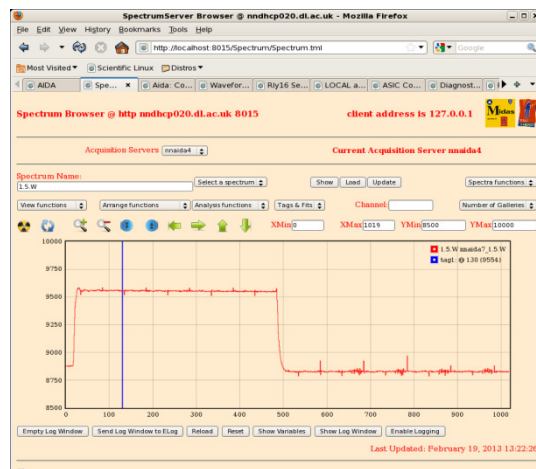 SpectrumServer Browser @ nndhcp020.dl.ac.uk - Mozilla Firefox
File Edit View History Bookmarks Tools Help
http://localhost:8015/Spectrum/Spectrum.tml
Google
Most Visited Scientific Linux Distros
AIDA Spe... Aida: Co... Wavefor... Rly16 Se... LOCAL a... ASIC Co... Diagnost...
Spectrum Browser @ http nndhcp020.dl.ac.uk 8015 client address is 127.0.0.1 Midas
Acquisition Servers nnaida4 Current Acquisition Server nnaida4
Spectrum Name:
1.5.W Select a spectrum Show Load Update Spectra functions
View functions Arrange functions Analysis functions Tags & Fits Channel Number of Galleries
XMin 0 XMax 1019 YMin 8500 YMax 10000
10000
1.5.W nnaida7_1.5.W
tag1: @ 130 (9554)
9750
9500
9250
9000
8750
8500
0 100 200 300 400 500 600 700 800 900 1000
Empty Log Window Send Log Window to ELog Reload Reset Show Variables Show Log Window Enable Logging
Last Updated: February 19, 2013 13:22:26